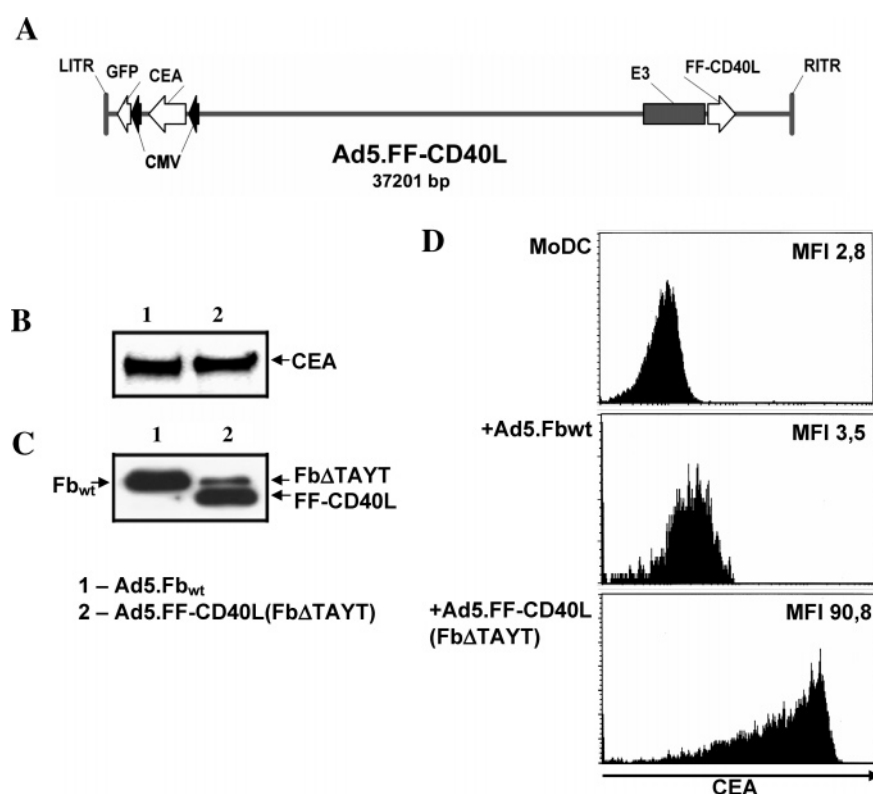 A
LITR GFP CEA E3 FF-CD40L RITR
CMV
Ad5.FF-CD40L
37201 bp
B
1 2
CEA
C
1 2
Fbwt
FbΔTAYT
FF-CD40L
1 – Ad5.Fbwt
2 – Ad5.FF-CD40L(FbΔTAYT)
D
MoDC
MFI 2,8
+Ad5.Fbwt
MFI 3,5
+Ad5.FF-CD40L
(FbΔTAYT)
MFI 90,8
CEA